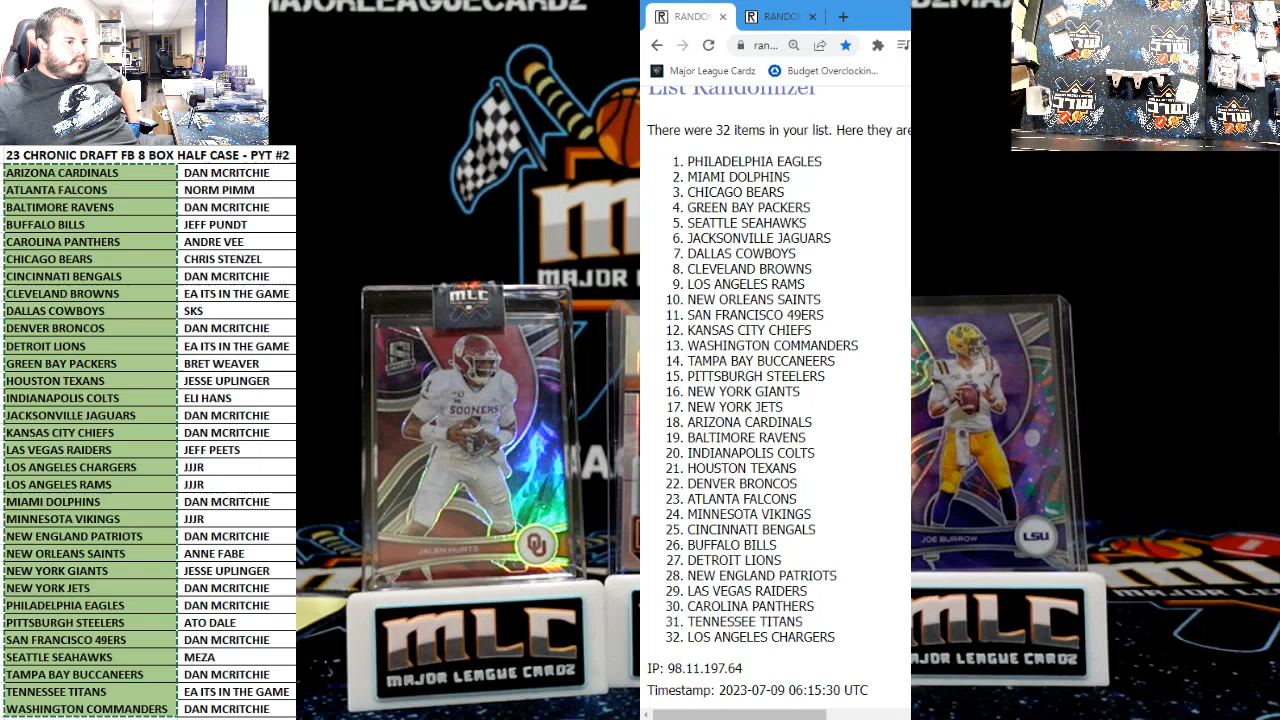 23 CHRONIC DRAFT FB 8 BOX HALF CASE - PYT #2
ARIZONA CARDINALS DAN MCRITCHIE
ATLANTA FALCONS NORM PIMM
BALTIMORE RAVENS DAN MCRITCHIE
BUFFALO BILLS JEFF PUNDT
CAROLINA PANTHERS ANDRE VEE
CHICAGO BEARS CHRIS STENZEL
CINCINNATI BENGALS DAN MCRITCHIE
CLEVELAND BROWNS EA ITS IN THE GAME
DALLAS COWBOYS SKS
DENVER BRONCOS DAN MCRITCHIE
DETROIT LIONS EA ITS IN THE GAME
GREEN BAY PACKERS BRET WEAVER
HOUSTON TEXANS JESSE UPLINGER
INDIANAPOLIS COLTS ELI HANS
JACKSONVILLE JAGUARS DAN MCRITCHIE
KANSAS CITY CHIEFS DAN MCRITCHIE
LAS VEGAS RAIDERS JEFF PEETS
LOS ANGELES CHARGERS JJJR
LOS ANGELES RAMS JJJR
MIAMI DOLPHINS DAN MCRITCHIE
MINNESOTA VIKINGS JJJR
NEW ENGLAND PATRIOTS DAN MCRITCHIE
NEW ORLEANS SAINTS ANNE FABE
NEW YORK GIANTS JESSE UPLINGER
NEW YORK JETS DAN MCRITCHIE
PHILADELPHIA EAGLES DAN MCRITCHIE
PITTSBURGH STEELERS ATO DALE
SAN FRANCISCO 49ERS DAN MCRITCHIE
SEATTLE SEAHAWKS MEZA
TAMPA BAY BUCCANEERS DAN MCRITCHIE
TENNESSEE TITANS EA ITS IN THE GAME
WASHINGTON COMMANDERS DAN MCRITCHIE
MAJORLEAGUECARDZ
MLC
SOONERS
JALEN HURTS
OU
MLC
MAJOR LEAGUE CARDZ
RANDO
RANDO
ran...
Major League Cardz
Budget Overclockin...
List Randomizer
There were 32 items in your list. Here they are
1. PHILADELPHIA EAGLES
2. MIAMI DOLPHINS
3. CHICAGO BEARS
4. GREEN BAY PACKERS
5. SEATTLE SEAHAWKS
6. JACKSONVILLE JAGUARS
7. DALLAS COWBOYS
8. CLEVELAND BROWNS
9. LOS ANGELES RAMS
10. NEW ORLEANS SAINTS
11. SAN FRANCISCO 49ERS
12. KANSAS CITY CHIEFS
13. WASHINGTON COMMANDERS
14. TAMPA BAY BUCCANEERS
15. PITTSBURGH STEELERS
16. NEW YORK GIANTS
17. NEW YORK JETS
18. ARIZONA CARDINALS
19. BALTIMORE RAVENS
20. INDIANAPOLIS COLTS
21. HOUSTON TEXANS
22. DENVER BRONCOS
23. ATLANTA FALCONS
24. MINNESOTA VIKINGS
25. CINCINNATI BENGALS
26. BUFFALO BILLS
27. DETROIT LIONS
28. NEW ENGLAND PATRIOTS
29. LAS VEGAS RAIDERS
30. CAROLINA PANTHERS
31. TENNESSEE TITANS
32. LOS ANGELES CHARGERS
IP: 98.11.197.64
Timestamp: 2023-07-09 06:15:30 UTC
JOE BURROW
LSU
MLC
OR LEAGUE CARDZ